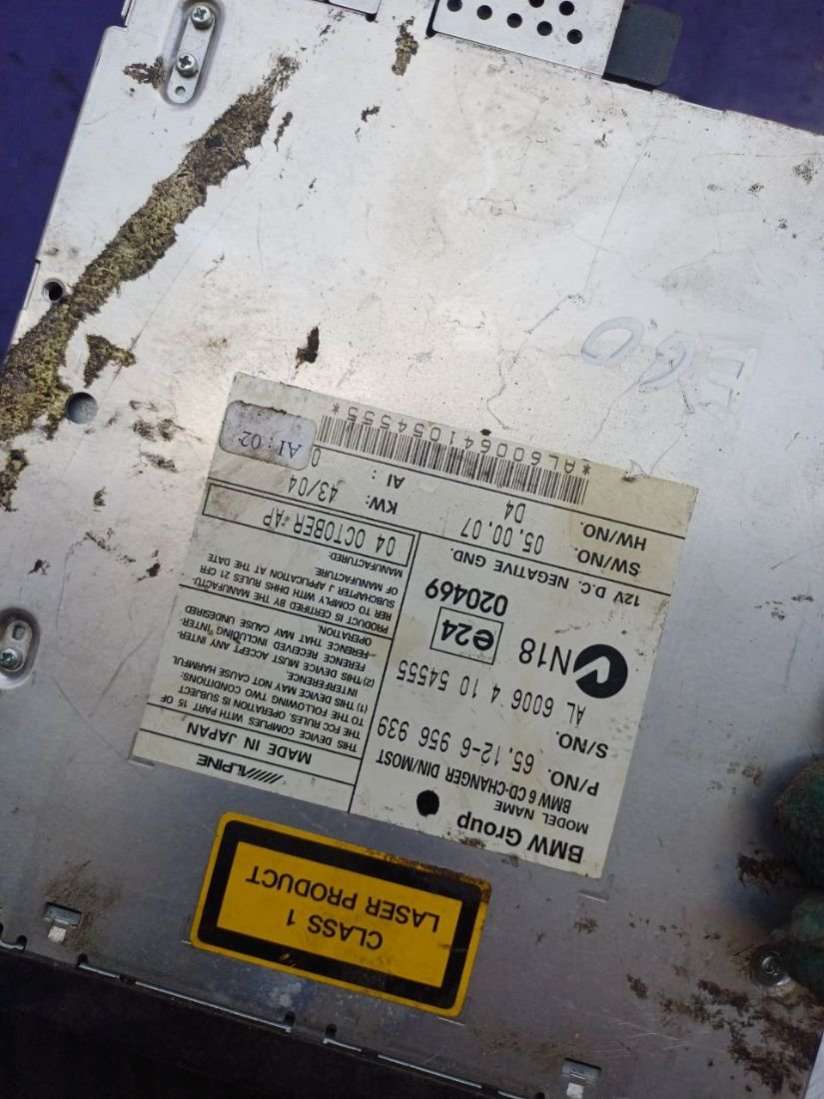 BMW Group
MODEL NAME
BMW 6 CD-CHANGER DIN/MOST
P/NO. 65.12-6 956 939
S/NO.
AL 6006 4 10 54555
N18 e24
020469
12V D.C. NEGATIVE GND.
SW/NO. 05.00.07
HW/NO. D4
KW: 43/04
AI: 0
*AL600641054555*
ALPINE
MADE IN JAPAN
THIS DEVICE COMPLIES WITH PART 15 OF
THE FCC RULES. OPERATION IS SUBJECT
TO THE FOLLOWING TWO CONDITIONS:
(1) THIS DEVICE MAY NOT CAUSE HARMFUL
INTERFERENCE.
(2) THIS DEVICE MUST ACCEPT ANY INTER-
FERENCE RECEIVED INCLUDING INTER-
FERENCE THAT MAY CAUSE UNDESIRED
OPERATION.
PRODUCT IS CERTIFIED BY THE MANUFACTU-
RER TO COMPLY WITH DHHS RULES 21 CFR
SUBCHAPTER J APPLICATION AT THE DATE
OF MANUFACTURE.
MANUFACTURED:
04 OCTOBER-AP
AI : 02
CLASS 1
LASER PRODUCT
E60